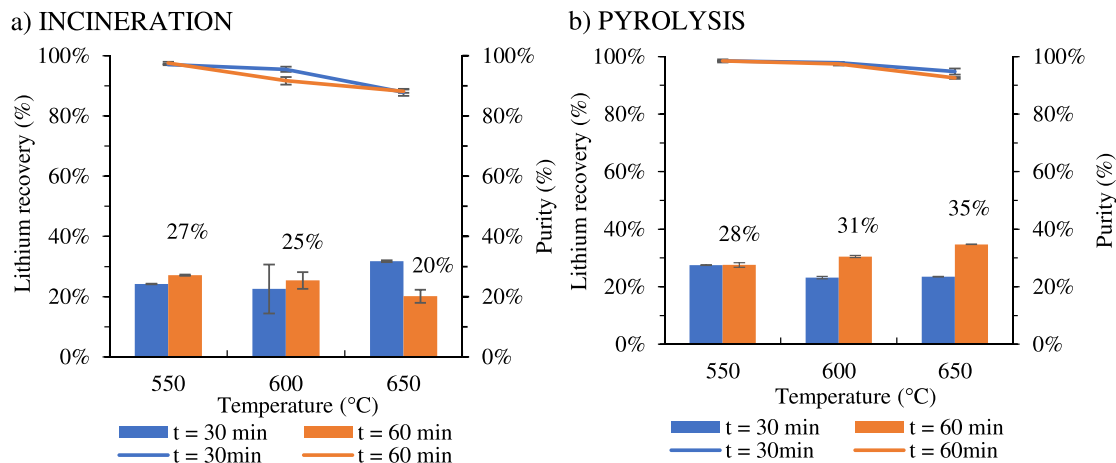 a) INCINERATION
100%
80%
60%
40%
20%
0%
Lithium recovery (%)
100%
80%
60%
40%
20%
0%
Purity (%)
27%
25%
20%
550
600
650
Temperature (°C)
t = 30 min
t = 60 min
t = 30min
t = 60 min
b) PYROLYSIS
100%
80%
60%
40%
20%
0%
Lithium recovery (%)
100%
80%
60%
40%
20%
0%
Purity (%)
28%
31%
35%
550
600
650
Temperature (°C)
t = 30 min
t = 60 min
t = 30min
t = 60min